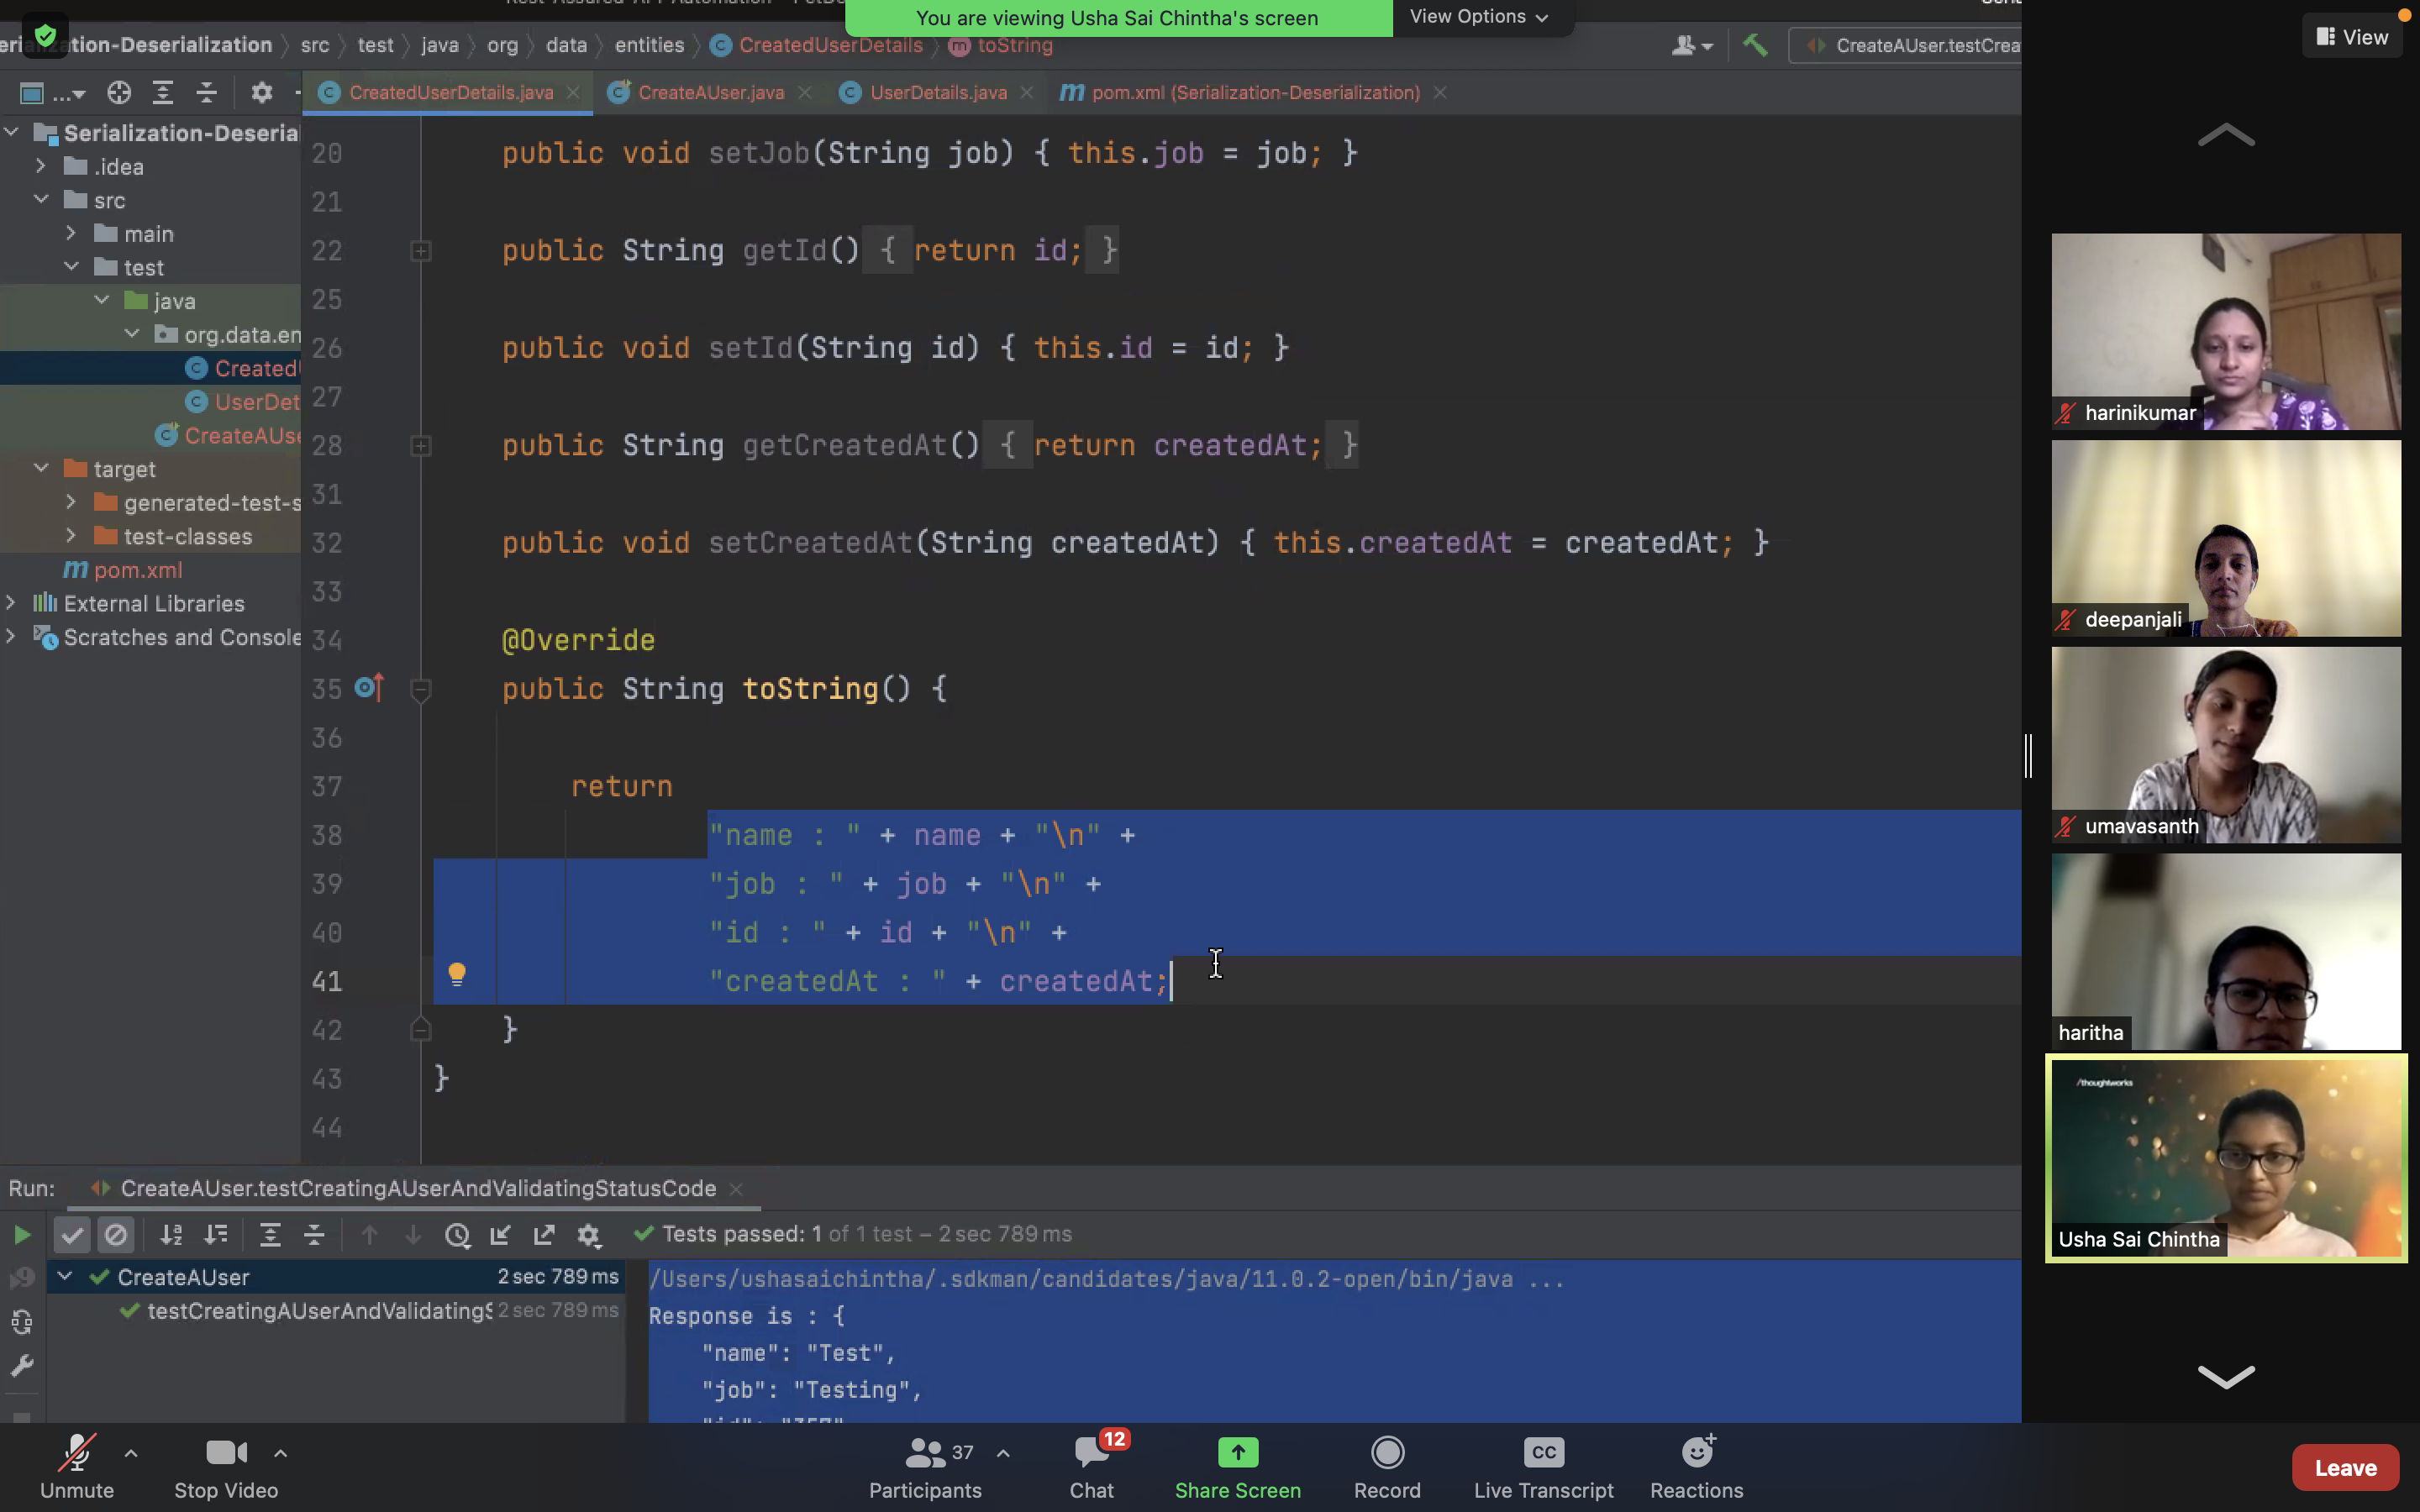 You are viewing Usha Sai Chintha's screen
View Options
View
tion-Deserialization
src
test
java
org
data
entities
CreatedUserDetails
toString
CreateAUser.testCrea
CreatedUserDetails.java
CreateAUser.java
UserDetails.java
pom.xml (Serialization-Deserialization)
Serialization-Deserial
.idea
src
main
test
java
org.data.en
Created
UserDet
CreateAUse
target
generated-test-s
test-classes
pom.xml
External Libraries
Scratches and Console
20 public void setJob(String job) { this.job = job; }
21
22 public String getId() { return id; }
25
26 public void setId(String id) { this.id = id; }
27
28 public String getCreatedAt() { return createdAt; }
31
32 public void setCreatedAt(String createdAt) { this.createdAt = createdAt; }
33
34 @Override
35 public String toString() {
36
37 return
38 "name : " + name + "\n" +
39 "job : " + job + "\n" +
40 "id : " + id + "\n" +
41 "createdAt : " + createdAt;
42 }
43 }
44
Run:
CreateAUser.testCreatingAUserAndValidatingStatusCode
Tests passed: 1 of 1 test – 2 sec 789 ms
CreateAUser 2 sec 789 ms
testCreatingAUserAndValidatingS 2 sec 789 ms
/Users/ushasaichintha/.sdkman/candidates/java/11.0.2-open/bin/java ...
Response is : {
"name": "Test",
"job": "Testing",
harinikumar
deepanjali
umavasanth
haritha
/thoughtworks
Usha Sai Chintha
Unmute
Stop Video
37
Participants
12
Chat
Share Screen
Record
CC
Live Transcript
Reactions
Leave